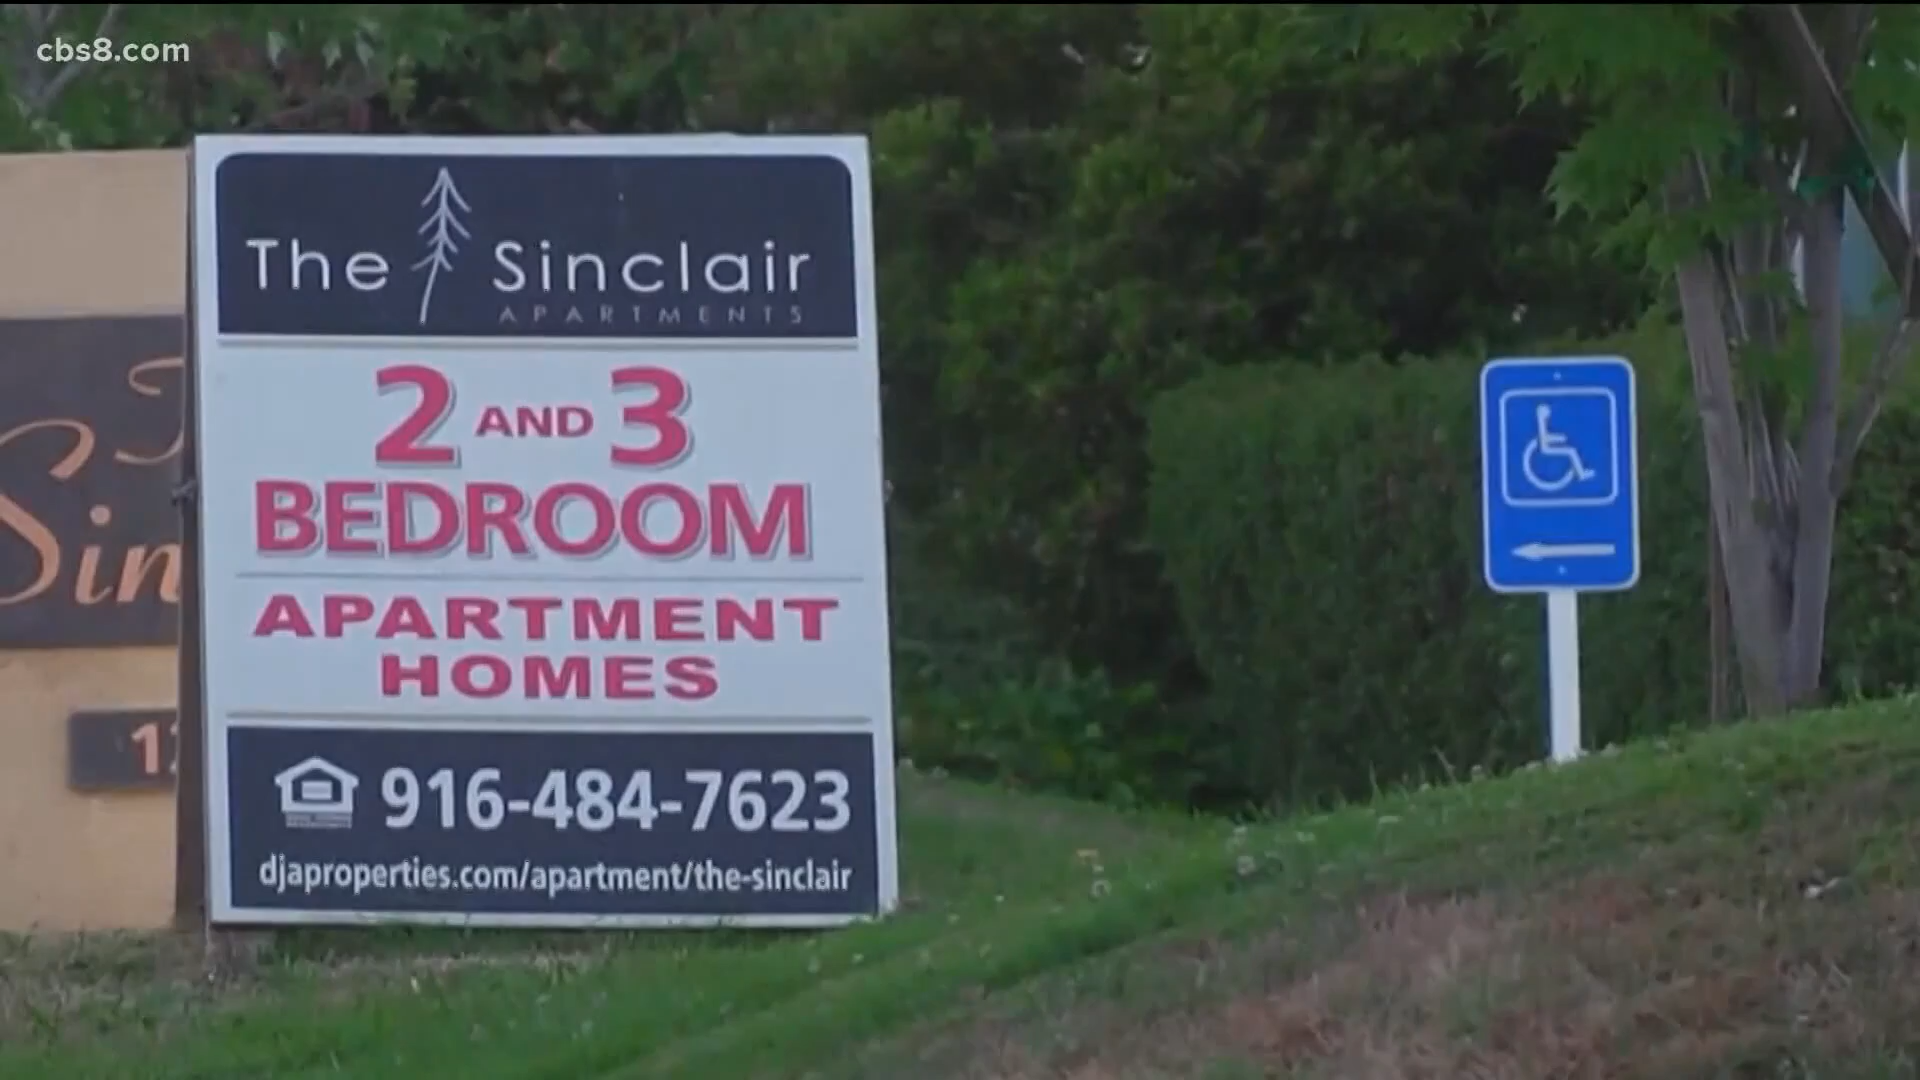 cbs8.com
The Sinclair
APARTMENTS
2 AND 3
BEDROOM
APARTMENT
HOMES
916-484-7623
djaproperties.com/apartment/the-sinclair
Sin